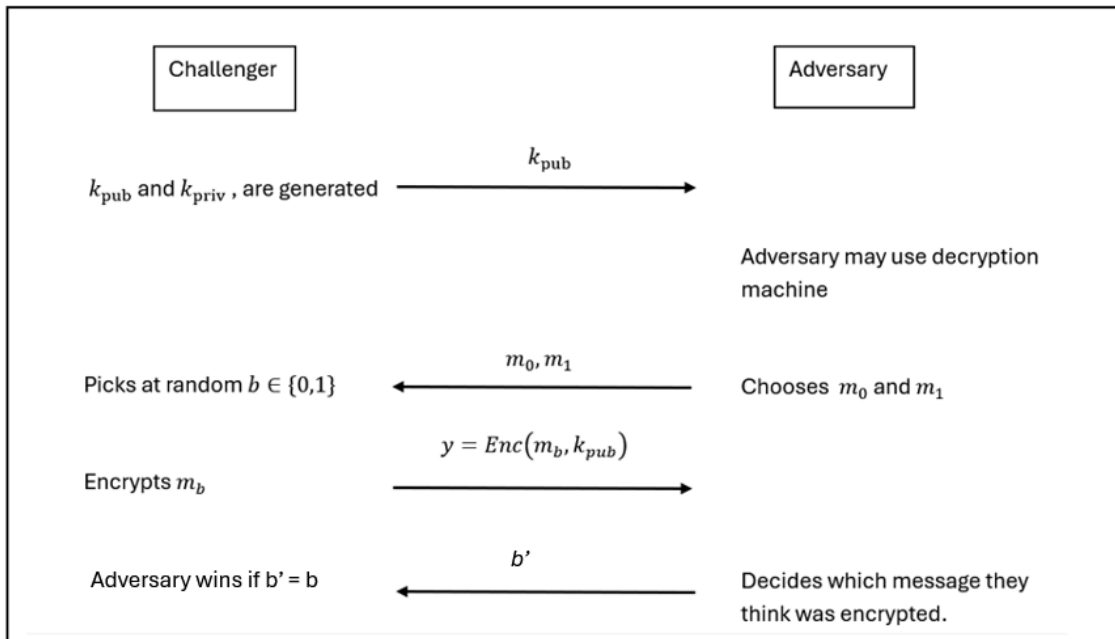 Challenger
Adversary
k_pub
k_pub and k_priv , are generated
Adversary may use decryption
machine
m_0, m_1
Picks at random b ∈ {0,1}
Chooses m_0 and m_1
y = Enc(m_b, k_pub)
Encrypts m_b
b’
Adversary wins if b’ = b
Decides which message they
think was encrypted.